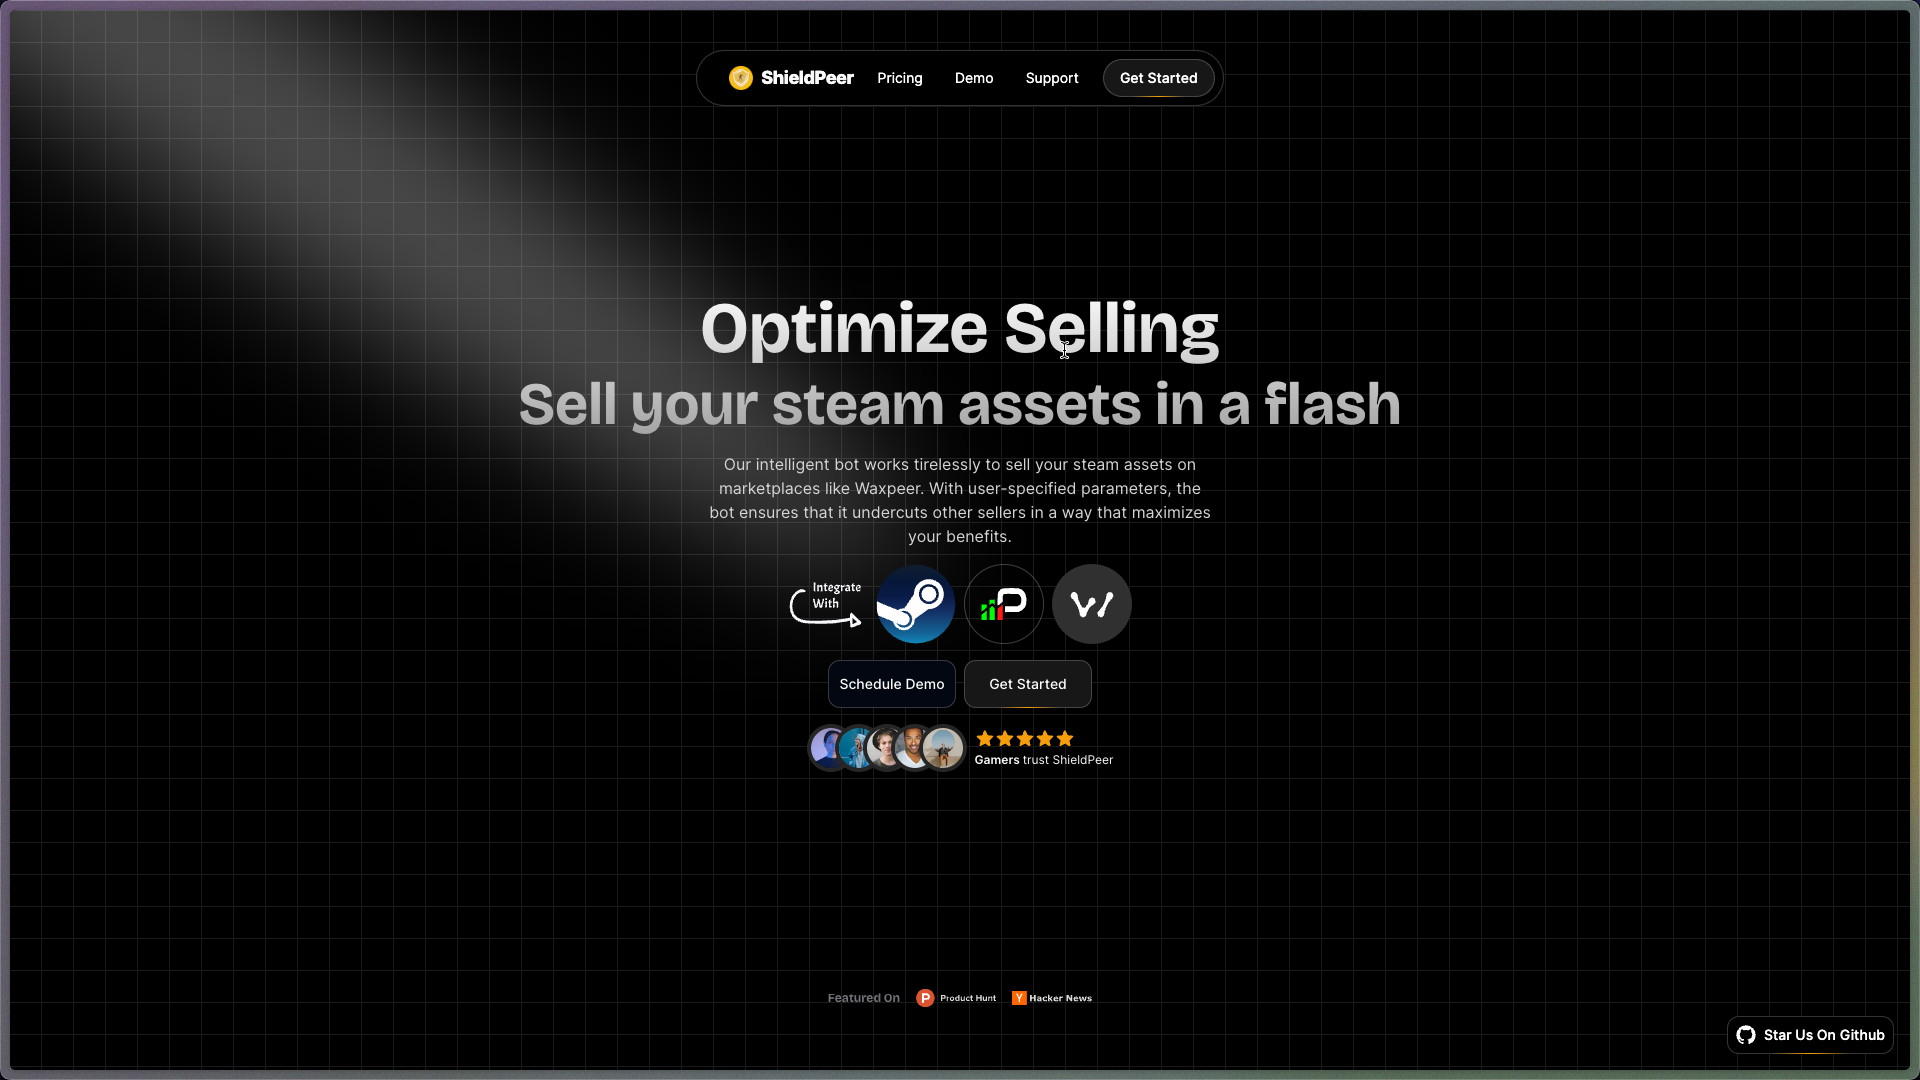 ShieldPeer
Pricing
Demo
Support
Get Started
Optimize Selling
Sell your steam assets in a flash
Our intelligent bot works tirelessly to sell your steam assets on
marketplaces like Waxpeer. With user-specified parameters, the
bot ensures that it undercuts other sellers in a way that maximizes
your benefits.
Integrate
With
Schedule Demo
Get Started
Gamers trust ShieldPeer
Featured On
P Product Hunt
Y Hacker News
Star Us On Github